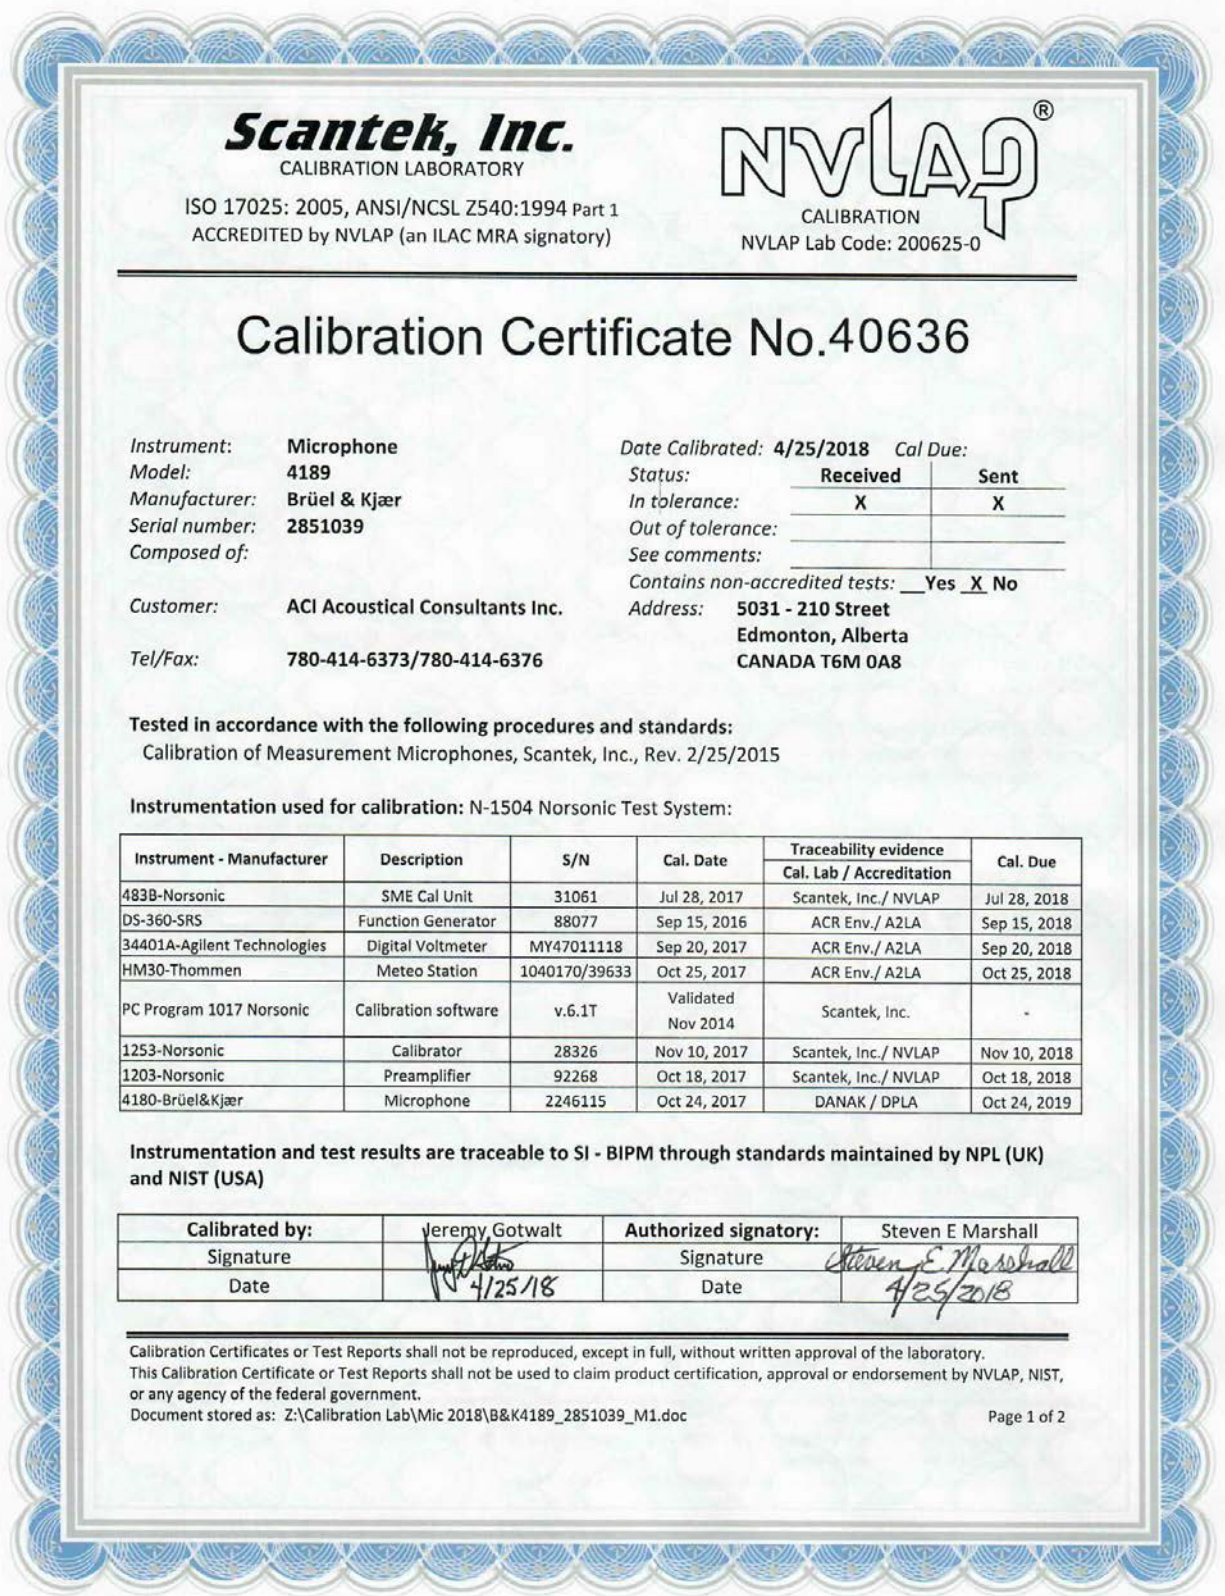 Scantek, Inc.
CALIBRATION LABORATORY
ISO 17025: 2005, ANSI/NCSL Z540:1994 Part 1
ACCREDITED by NVLAP (an ILAC MRA signatory)
NVLAP®
CALIBRATION
NVLAP Lab Code: 200625-0
Calibration Certificate No.40636
Instrument: Microphone
Model: 4189
Manufacturer: Brüel & Kjær
Serial number: 2851039
Composed of:
Customer: ACI Acoustical Consultants Inc.
Tel/Fax: 780-414-6373/780-414-6376
Date Calibrated: 4/25/2018 Cal Due:
Status: Received Sent
In tolerance: X X
Out of tolerance:
See comments:
Contains non-accredited tests: __Yes _X_ No
Address: 5031 - 210 Street
Edmonton, Alberta
CANADA T6M 0A8
Tested in accordance with the following procedures and standards:
Calibration of Measurement Microphones, Scantek, Inc., Rev. 2/25/2015
Instrumentation used for calibration: N-1504 Norsonic Test System:
Instrument - Manufacturer Description S/N Cal. Date Traceability evidence Cal. Due
Cal. Lab / Accreditation
483B-Norsonic SME Cal Unit 31061 Jul 28, 2017 Scantek, Inc./ NVLAP Jul 28, 2018
DS-360-SRS Function Generator 88077 Sep 15, 2016 ACR Env./ A2LA Sep 15, 2018
34401A-Agilent Technologies Digital Voltmeter MY47011118 Sep 20, 2017 ACR Env./ A2LA Sep 20, 2018
HM30-Thommen Meteo Station 1040170/39633 Oct 25, 2017 ACR Env./ A2LA Oct 25, 2018
PC Program 1017 Norsonic Calibration software v.6.1T Validated Nov 2014 Scantek, Inc. -
1253-Norsonic Calibrator 28326 Nov 10, 2017 Scantek, Inc./ NVLAP Nov 10, 2018
1203-Norsonic Preamplifier 92268 Oct 18, 2017 Scantek, Inc./ NVLAP Oct 18, 2018
4180-Brüel&Kjær Microphone 2246115 Oct 24, 2017 DANAK / DPLA Oct 24, 2019
Instrumentation and test results are traceable to SI - BIPM through standards maintained by NPL (UK)
and NIST (USA)
Calibrated by: Jeremy Gotwalt Authorized signatory: Steven E Marshall
Signature Signature Steven E. Marshall
Date 4/25/18 Date 4/25/2018
Calibration Certificates or Test Reports shall not be reproduced, except in full, without written approval of the laboratory.
This Calibration Certificate or Test Reports shall not be used to claim product certification, approval or endorsement by NVLAP, NIST,
or any agency of the federal government.
Document stored as: Z:\Calibration Lab\Mic 2018\B&K4189_2851039_M1.doc Page 1 of 2